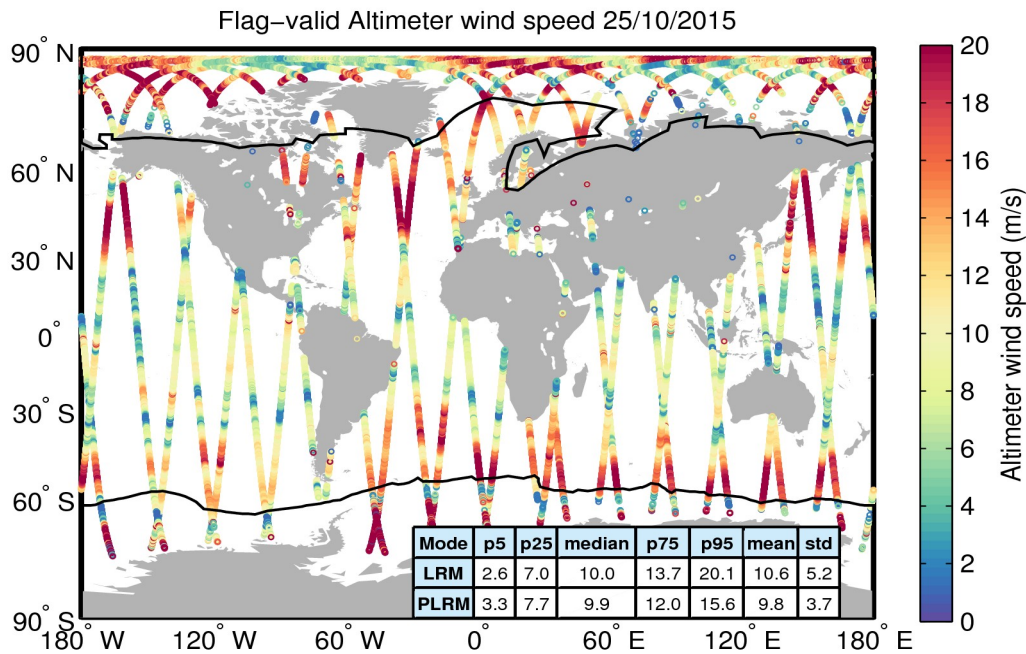 Flag−valid Altimeter wind speed 25/10/2015
90° N
60° N
30° N
0°
30° S
60° S
90° S
180° W
120° W
60° W
0°
60° E
120° E
180° E
Mode p5 p25 median p75 p95 mean std
LRM 2.6 7.0 10.0 13.7 20.1 10.6 5.2
PLRM 3.3 7.7 9.9 12.0 15.6 9.8 3.7
20
18
16
14
12
10
8
6
4
2
0
Altimeter wind speed (m/s)